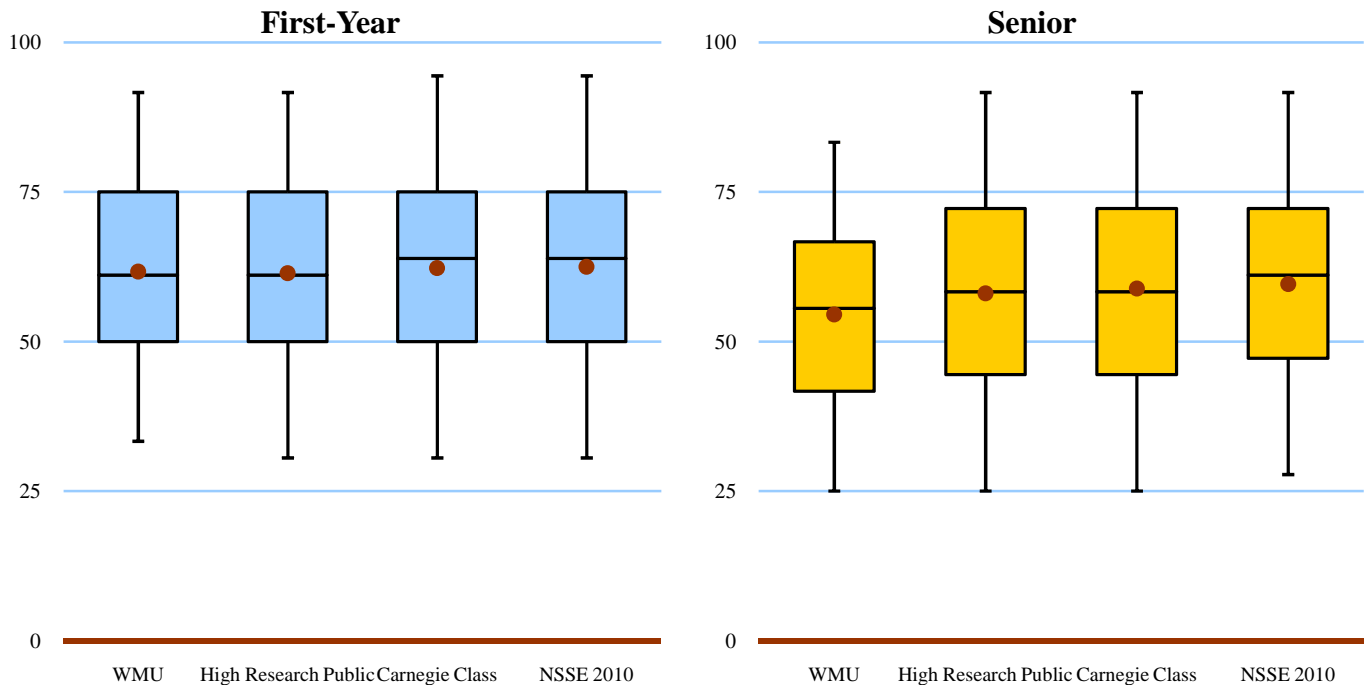 First-Year
100
75
50
25
0
WMU
High Research Public
Carnegie Class
NSSE 2010
Senior
100
75
50
25
0
WMU
High Research Public
Carnegie Class
NSSE 2010